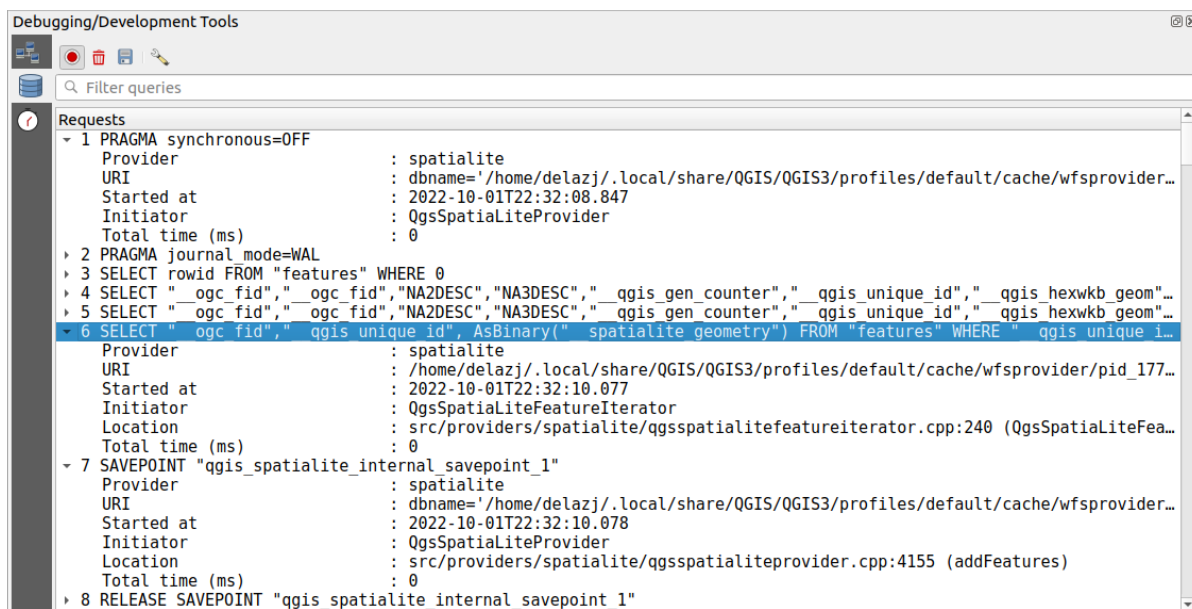 Debugging/Development Tools
Filter queries
Requests
1 PRAGMA synchronous=OFF
Provider : spatialite
URI : dbname='/home/delazj/.local/share/QGIS/QGIS3/profiles/default/cache/wfsprovider…
Started at : 2022-10-01T22:32:08.847
Initiator : QgsSpatiaLiteProvider
Total time (ms) : 0
2 PRAGMA journal_mode=WAL
3 SELECT rowid FROM "features" WHERE 0
4 SELECT "__ogc_fid","__ogc_fid","NA2DESC","NA3DESC","__qgis_gen_counter","__qgis_unique_id","__qgis_hexwkb_geom"…
5 SELECT "__ogc_fid","__ogc_fid","NA2DESC","NA3DESC","__qgis_gen_counter","__qgis_unique_id","__qgis_hexwkb_geom"…
6 SELECT "__ogc_fid","__qgis_unique_id", AsBinary("__spatialite_geometry") FROM "features" WHERE "__qgis_unique_i…
Provider : spatialite
URI : /home/delazj/.local/share/QGIS/QGIS3/profiles/default/cache/wfsprovider/pid_177…
Started at : 2022-10-01T22:32:10.077
Initiator : QgsSpatiaLiteFeatureIterator
Location : src/providers/spatialite/qgsspatialitefeatureiterator.cpp:240 (QgsSpatiaLiteFea…
Total time (ms) : 0
7 SAVEPOINT "qgis_spatialite_internal_savepoint_1"
Provider : spatialite
URI : dbname='/home/delazj/.local/share/QGIS/QGIS3/profiles/default/cache/wfsprovider…
Started at : 2022-10-01T22:32:10.078
Initiator : QgsSpatiaLiteProvider
Location : src/providers/spatialite/qgsspatialiteprovider.cpp:4155 (addFeatures)
Total time (ms) : 0
8 RELEASE SAVEPOINT "qgis_spatialite_internal_savepoint_1"